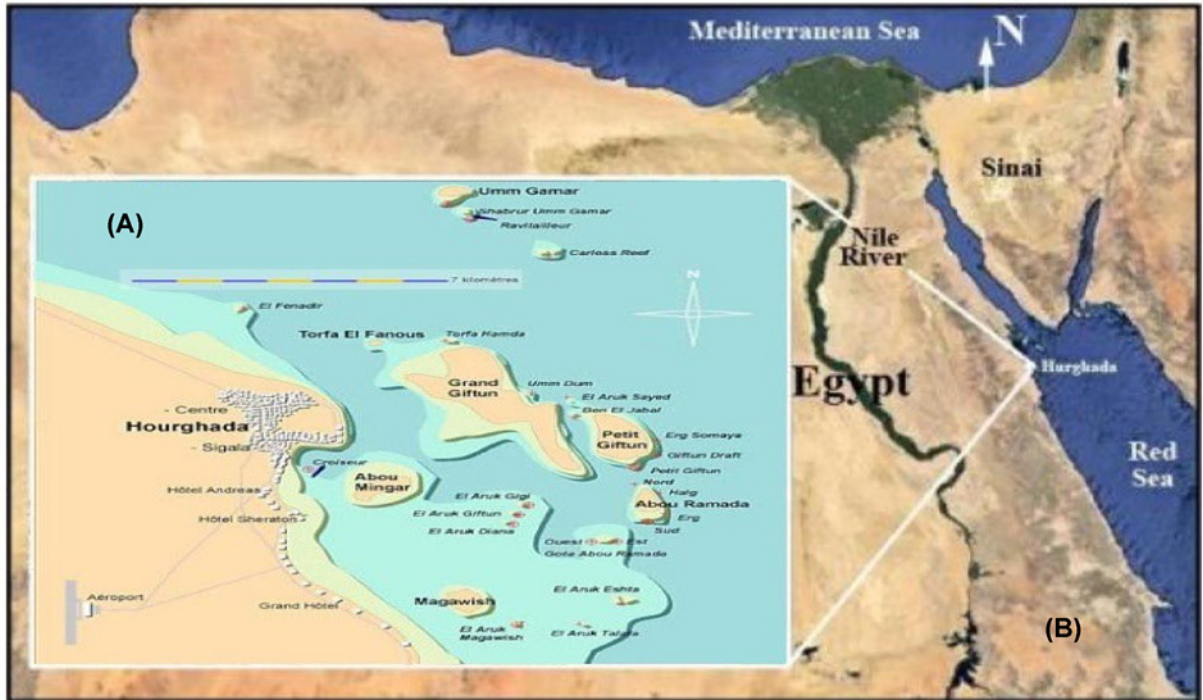 Mediterranean Sea
N
Sinai
Nile
River
Egypt
Hurghada
Red
Sea
(B)
(A)
Umm Gamar
Shabrur Umm Gamar
Ravitailleur
Carloss Reef
7 kilomètres
N
El Fenadir
Torfa El Fanous
Torfa Hamda
Grand
Giftun
Umm Dum
El Aruk Sayed
Ben El Jabal
Petit
Giftun
Erg Somaya
Giftun Draft
Petit Giftun
- Centre
Hourghada
- Sigala
Croiseur
Abou
Mingar
Hôtel Andreas
Hôtel Sheraton
El Aruk Gigi
El Aruk Giftun
El Aruk Diana
Nord
Halg
Abou Ramada
Erg
Sud
Ouest
Est
Gota Abou Ramada
Aéroport
Grand Hôtel
Magawish
El Aruk
Magawish
El Aruk Eshta
El Aruk Talata